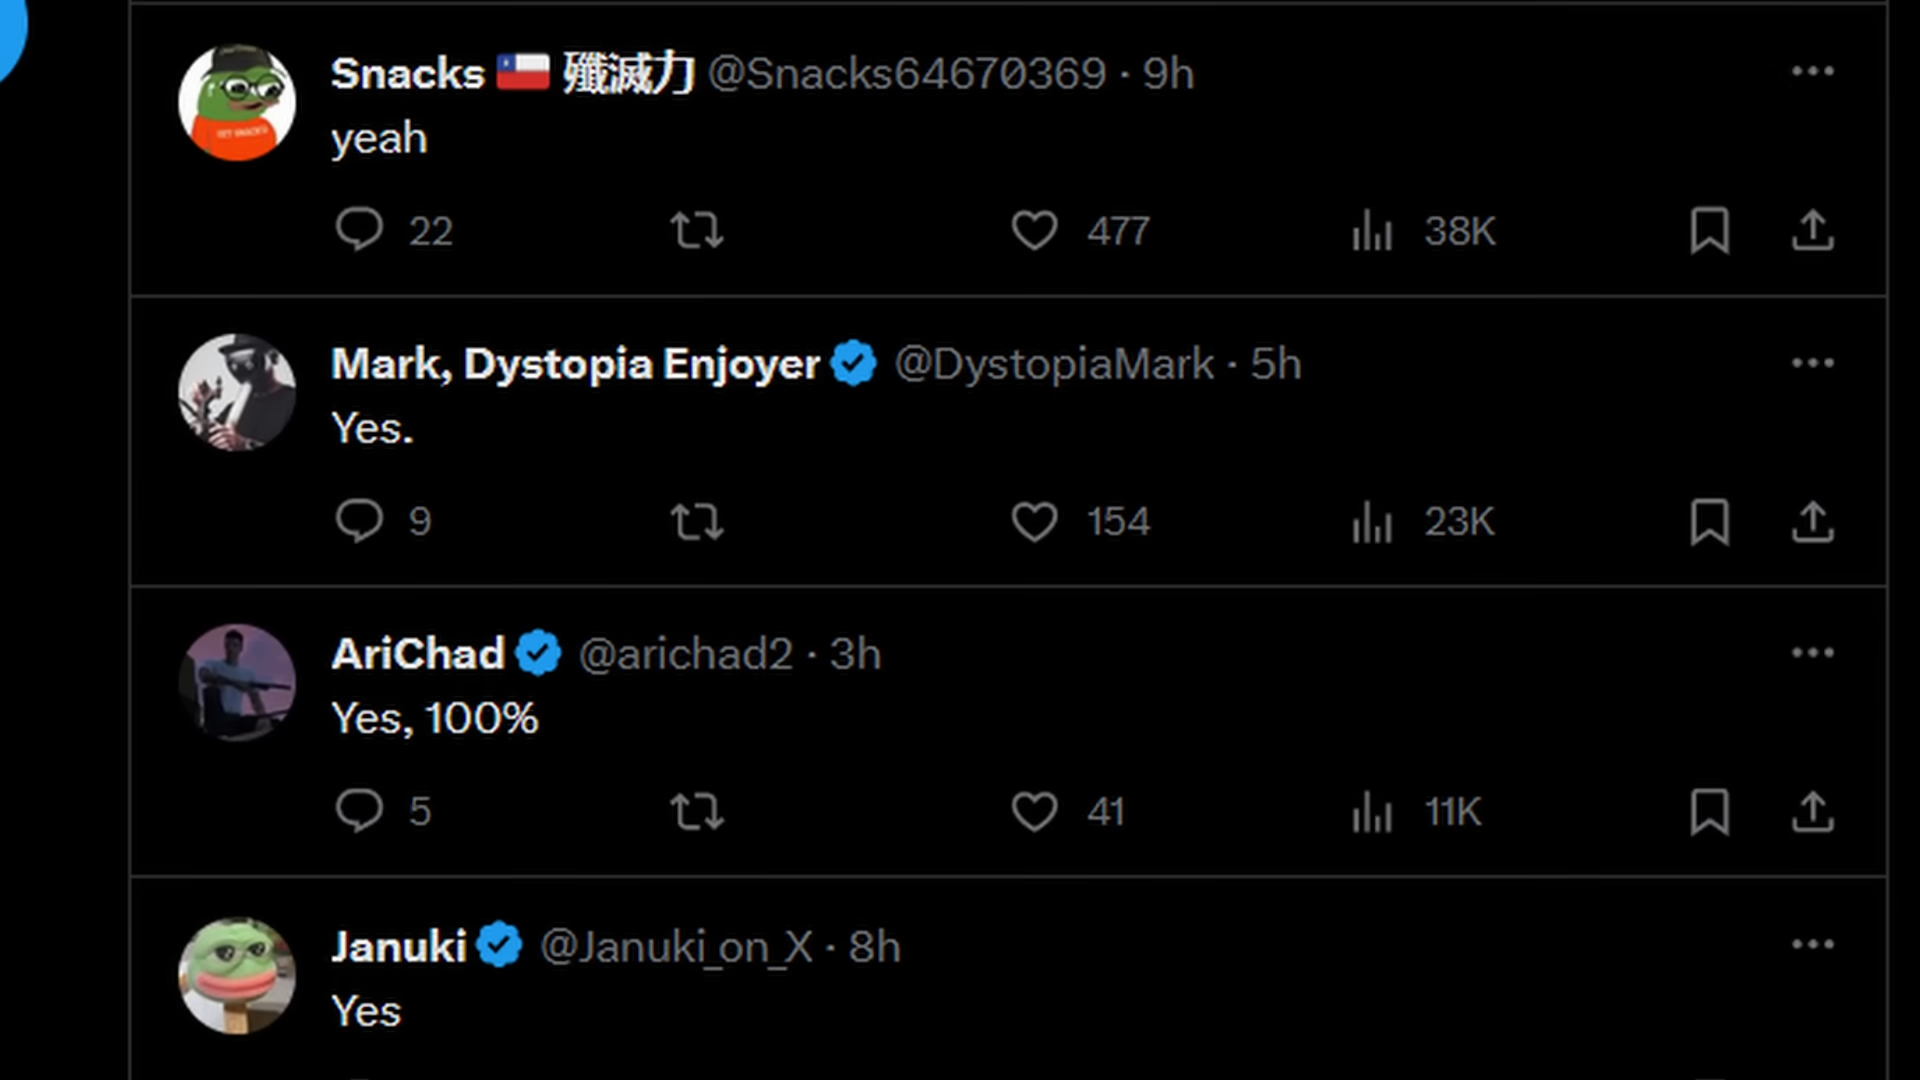 Snacks 🇨🇱 殲滅力 @Snacks64670369 · 9h
yeah
22 477 38K
Mark, Dystopia Enjoyer @DystopiaMark · 5h
Yes.
9 154 23K
AriChad @arichad2 · 3h
Yes, 100%
5 41 11K
Januki @Januki_on_X · 8h
Yes